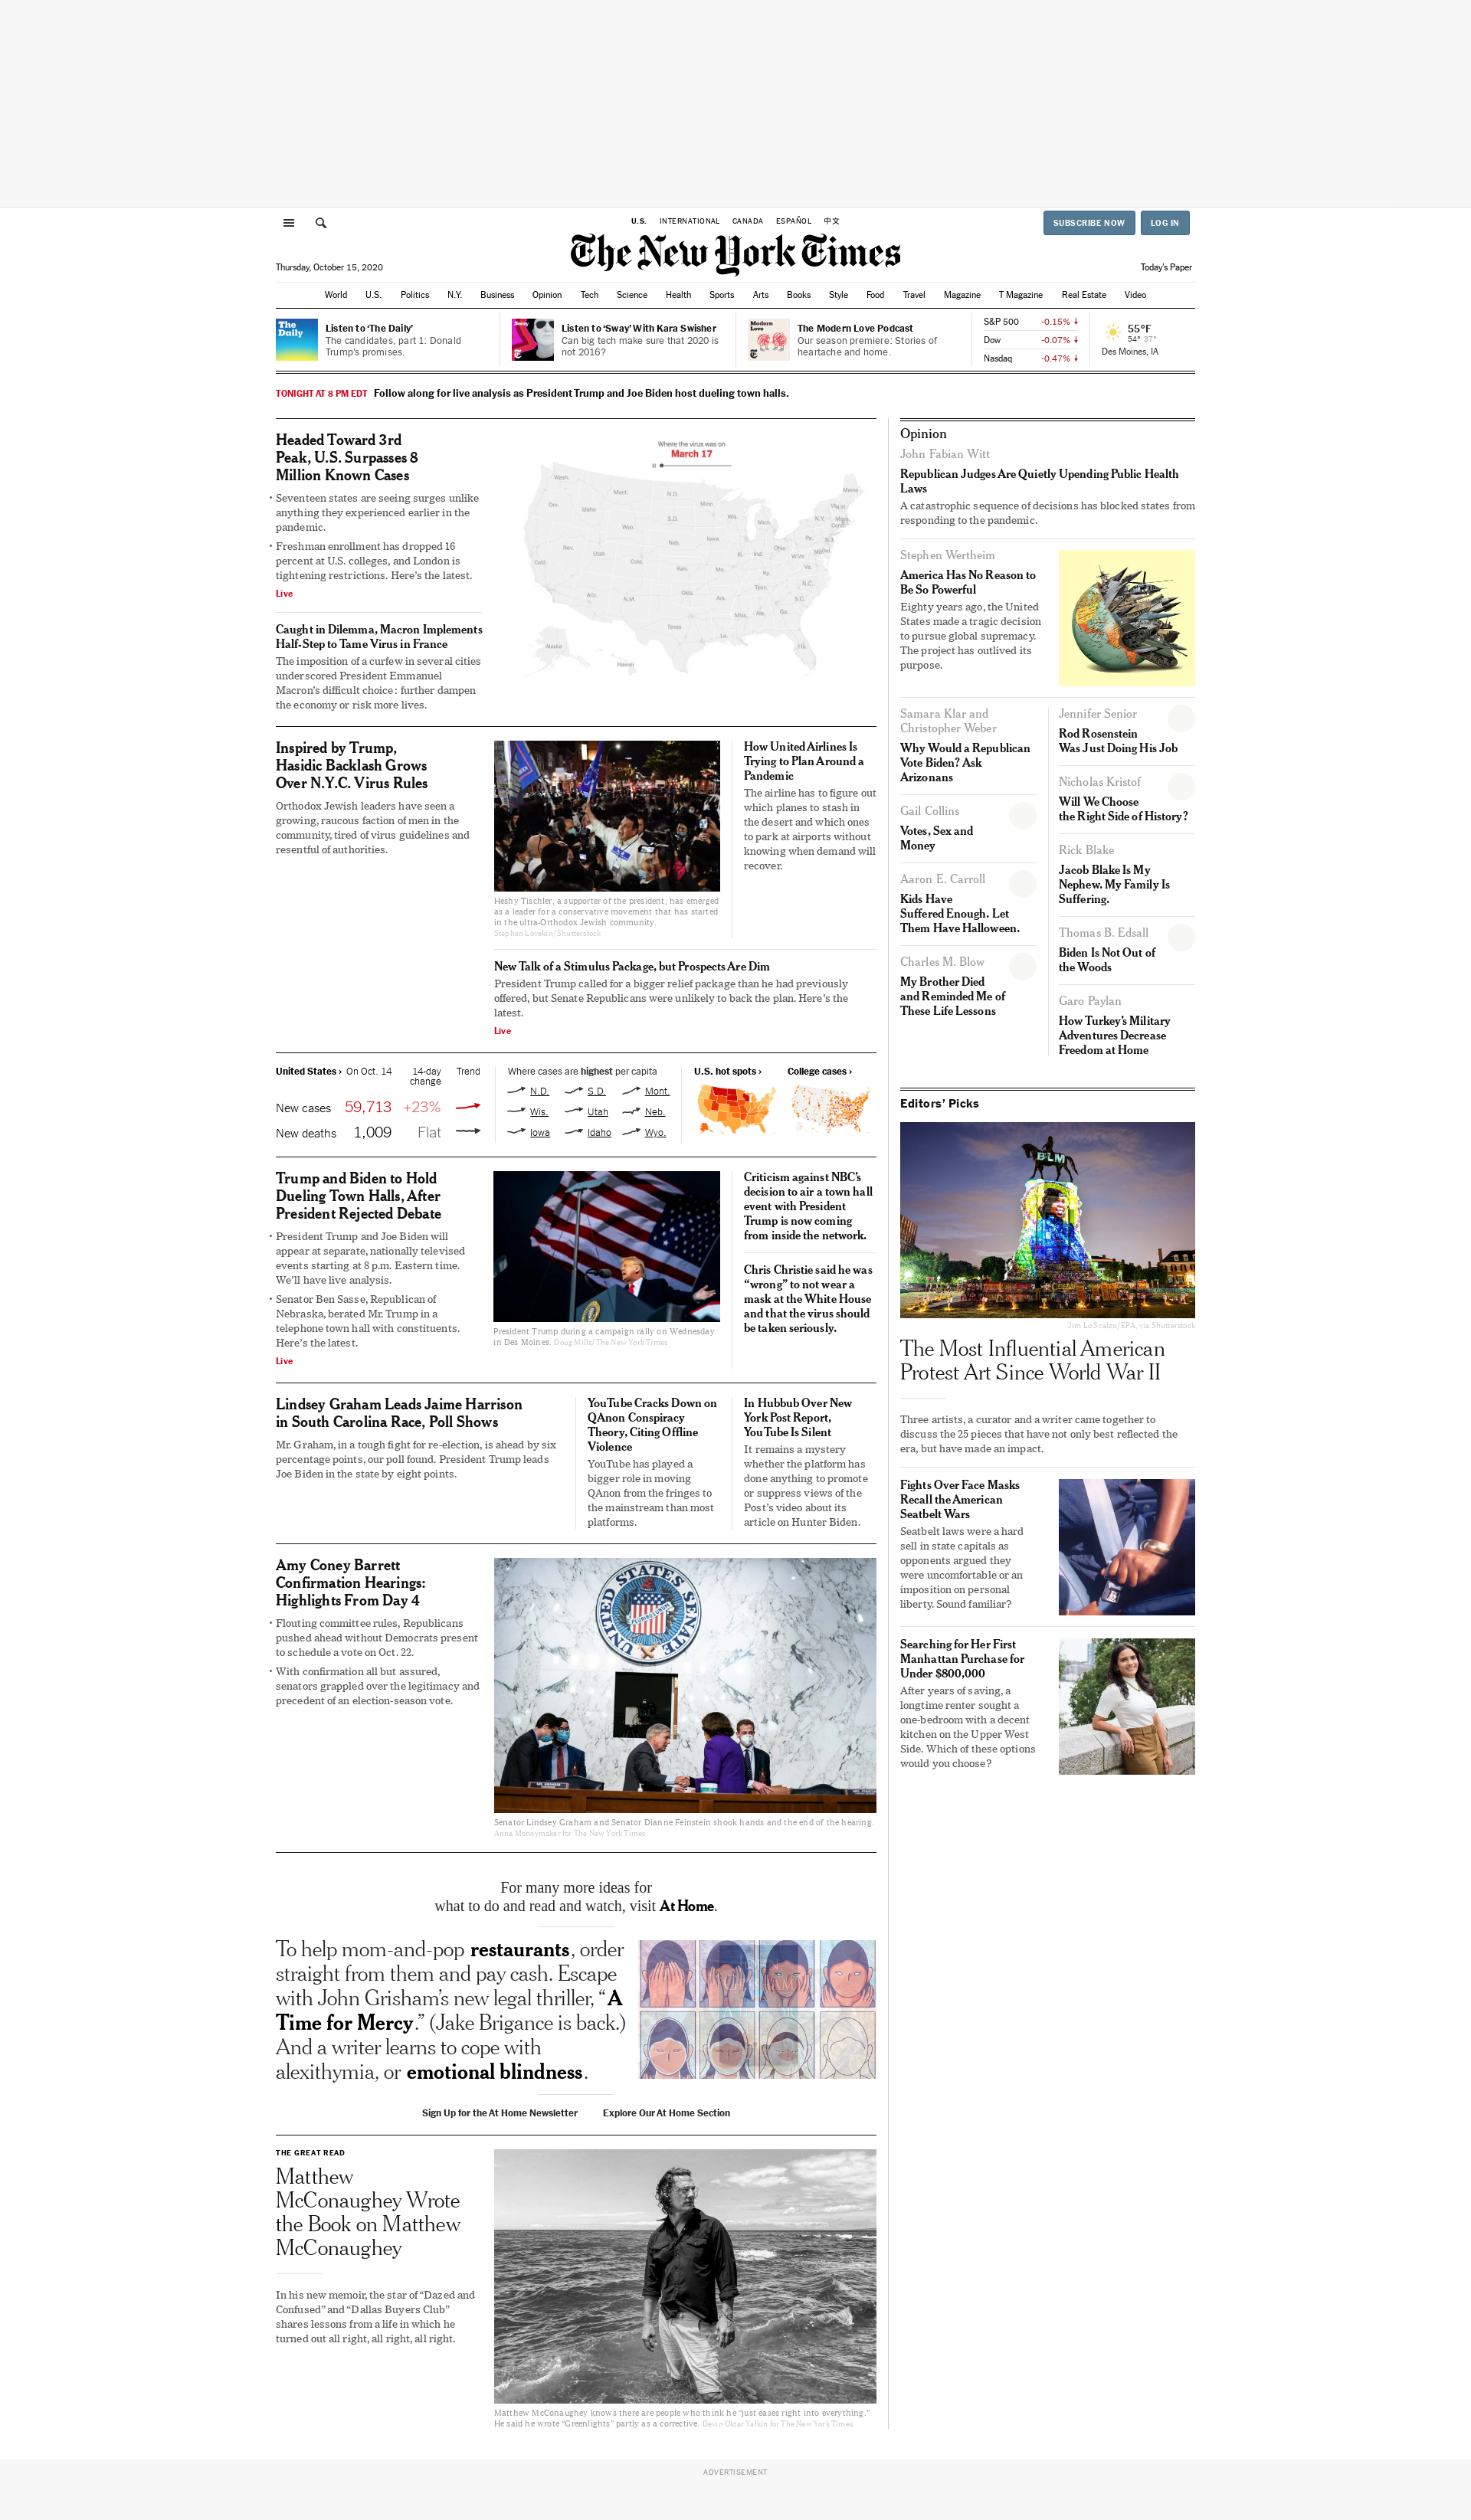 U.S. INTERNATIONAL CANADA ESPAÑOL 中文
SUBSCRIBE NOW LOG IN
The New York Times
Thursday, October 15, 2020
Today's Paper
World U.S. Politics N.Y. Business Opinion Tech Science Health Sports Arts Books Style Food Travel Magazine T Magazine Real Estate Video
The
Daily
Listen to ‘The Daily’
The candidates, part 1: Donald
Trump’s promises.
Sway
Listen to ‘Sway’ With Kara Swisher
Can big tech make sure that 2020 is
not 2016?
Modern
Love
The Modern Love Podcast
Our season premiere: Stories of
heartache and home.
S&P 500 -0.15%
Dow -0.07%
Nasdaq -0.47%
55°F
54° 37°
Des Moines, IA
TONIGHT AT 8 PM EDT Follow along for live analysis as President Trump and Joe Biden host dueling town halls.
Headed Toward 3rd
Peak, U.S. Surpasses 8
Million Known Cases
• Seventeen states are seeing surges unlike
anything they experienced earlier in the
pandemic.
• Freshman enrollment has dropped 16
percent at U.S. colleges, and London is
tightening restrictions. Here’s the latest.
Live
Caught in Dilemma, Macron Implements
Half-Step to Tame Virus in France
The imposition of a curfew in several cities
underscored President Emmanuel
Macron’s difficult choice: further dampen
the economy or risk more lives.
Where the virus was on
March 17
Wash.
Mont.
N.D.
Minn.
Maine
Ore.
Idaho
S.D.
Wis.
Mich.
N.Y.
Wyo.
Iowa
Neb.
Nev.
Utah
Colo.
Ill.
Ind.
Ohio
Pa.
Calif.
Kan.
Mo.
Ky.
W.Va.
Va.
Ariz.
N.M.
Okla.
Ark.
Tenn.
N.C.
S.C.
Texas
La.
Miss.
Ala.
Ga.
Fla.
Alaska
Hawaii
Inspired by Trump,
Hasidic Backlash Grows
Over N.Y.C. Virus Rules
Orthodox Jewish leaders have seen a
growing, raucous faction of men in the
community, tired of virus guidelines and
resentful of authorities.
Heshy Tischler, a supporter of the president, has emerged
as a leader for a conservative movement that has started
in the ultra-Orthodox Jewish community.
Stephen Lovekin/Shutterstock
How United Airlines Is
Trying to Plan Around a
Pandemic
The airline has to figure out
which planes to stash in
the desert and which ones
to park at airports without
knowing when demand will
recover.
New Talk of a Stimulus Package, but Prospects Are Dim
President Trump called for a bigger relief package than he had previously
offered, but Senate Republicans were unlikely to back the plan. Here’s the
latest.
Live
United States › On Oct. 14 14-day
change Trend
New cases 59,713 +23%
New deaths 1,009 Flat
Where cases are highest per capita
N.D. S.D. Mont.
Wis. Utah Neb.
Iowa Idaho Wyo.
U.S. hot spots › College cases ›
Trump and Biden to Hold
Dueling Town Halls, After
President Rejected Debate
• President Trump and Joe Biden will
appear at separate, nationally televised
events starting at 8 p.m. Eastern time.
We’ll have live analysis.
• Senator Ben Sasse, Republican of
Nebraska, berated Mr. Trump in a
telephone town hall with constituents.
Here’s the latest.
Live
President Trump during a campaign rally on Wednesday
in Des Moines. Doug Mills/The New York Times
Criticism against NBC’s
decision to air a town hall
event with President
Trump is now coming
from inside the network.
Chris Christie said he was
“wrong” to not wear a
mask at the White House
and that the virus should
be taken seriously.
Lindsey Graham Leads Jaime Harrison
in South Carolina Race, Poll Shows
Mr. Graham, in a tough fight for re-election, is ahead by six
percentage points, our poll found. President Trump leads
Joe Biden in the state by eight points.
YouTube Cracks Down on
QAnon Conspiracy
Theory, Citing Offline
Violence
YouTube has played a
bigger role in moving
QAnon from the fringes to
the mainstream than most
platforms.
In Hubbub Over New
York Post Report,
YouTube Is Silent
It remains a mystery
whether the platform has
done anything to promote
or suppress views of the
Post’s video about its
article on Hunter Biden.
Amy Coney Barrett
Confirmation Hearings:
Highlights From Day 4
• Flouting committee rules, Republicans
pushed ahead without Democrats present
to schedule a vote on Oct. 22.
• With confirmation all but assured,
senators grappled over the legitimacy and
precedent of an election-season vote.
UNITED STATES SENATE
Senator Lindsey Graham and Senator Dianne Feinstein shook hands and the end of the hearing.
Anna Moneymaker for The New York Times
For many more ideas for
what to do and read and watch, visit At Home.
To help mom-and-pop restaurants, order
straight from them and pay cash. Escape
with John Grisham’s new legal thriller, “A
Time for Mercy.” (Jake Brigance is back.)
And a writer learns to cope with
alexithymia, or emotional blindness.
Sign Up for the At Home Newsletter Explore Our At Home Section
THE GREAT READ
Matthew
McConaughey Wrote
the Book on Matthew
McConaughey
In his new memoir, the star of “Dazed and
Confused” and “Dallas Buyers Club”
shares lessons from a life in which he
turned out all right, all right, all right.
Matthew McConaughey knows there are people who think he “just eases right into everything.”
He said he wrote “Greenlights” partly as a corrective. Devin Oktar Yalkin for The New York Times
Opinion
John Fabian Witt
Republican Judges Are Quietly Upending Public Health
Laws
A catastrophic sequence of decisions has blocked states from
responding to the pandemic.
Stephen Wertheim
America Has No Reason to
Be So Powerful
Eighty years ago, the United
States made a tragic decision
to pursue global supremacy.
The project has outlived its
purpose.
Samara Klar and
Christopher Weber
Why Would a Republican
Vote Biden? Ask
Arizonans
Gail Collins
Votes, Sex and
Money
Aaron E. Carroll
Kids Have
Suffered Enough. Let
Them Have Halloween.
Charles M. Blow
My Brother Died
and Reminded Me of
These Life Lessons
Jennifer Senior
Rod Rosenstein
Was Just Doing His Job
Nicholas Kristof
Will We Choose
the Right Side of History?
Rick Blake
Jacob Blake Is My
Nephew. My Family Is
Suffering.
Thomas B. Edsall
Biden Is Not Out of
the Woods
Garo Paylan
How Turkey’s Military
Adventures Decrease
Freedom at Home
Editors’ Picks
BLM
Jim LoScalzo/EPA, via Shutterstock
The Most Influential American
Protest Art Since World War II
Three artists, a curator and a writer came together to
discuss the 25 pieces that have not only best reflected the
era, but have made an impact.
Fights Over Face Masks
Recall the American
Seatbelt Wars
Seatbelt laws were a hard
sell in state capitals as
opponents argued they
were uncomfortable or an
imposition on personal
liberty. Sound familiar?
Searching for Her First
Manhattan Purchase for
Under $800,000
After years of saving, a
longtime renter sought a
one-bedroom with a decent
kitchen on the Upper West
Side. Which of these options
would you choose?
ADVERTISEMENT